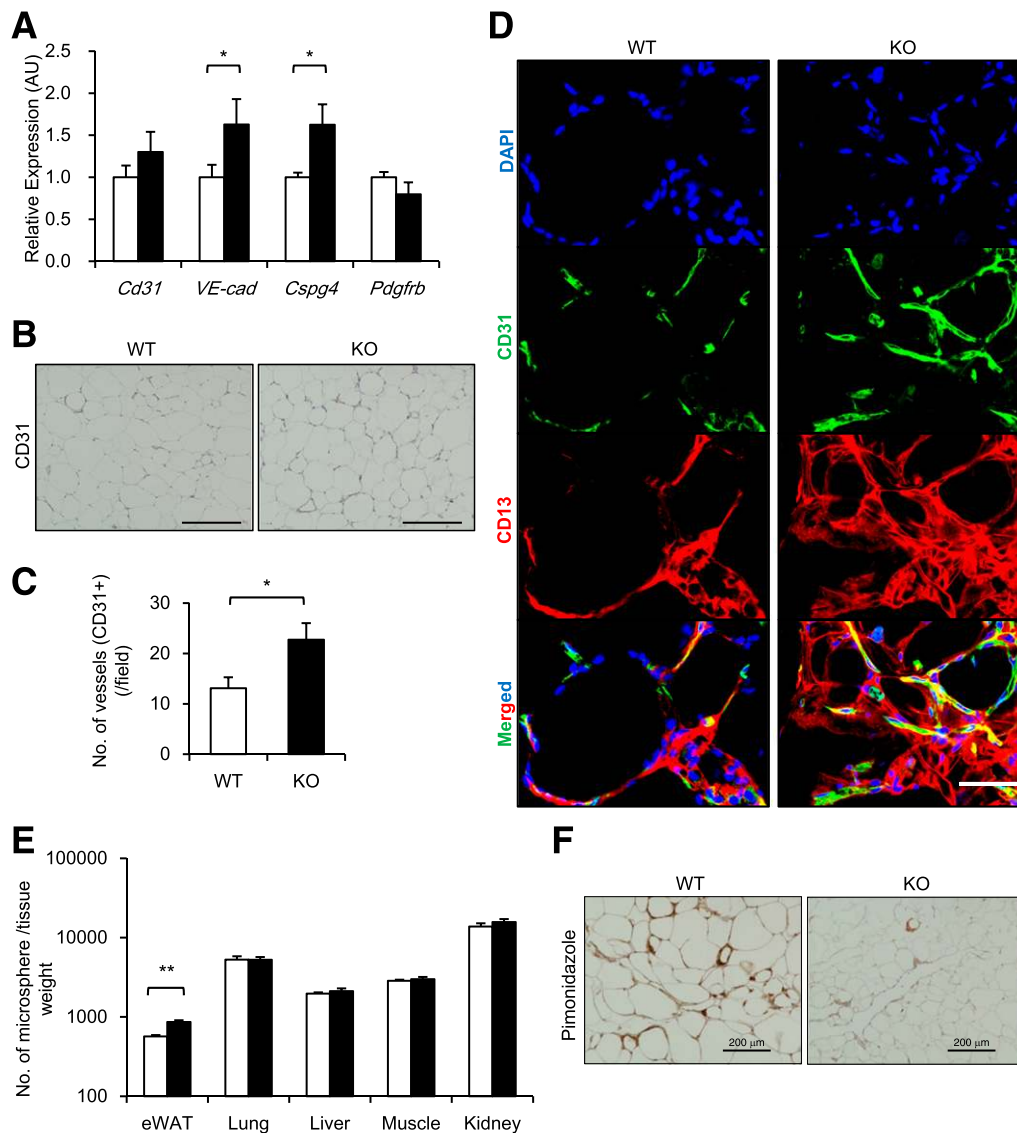 A
Relative Expression (AU)
2.5
2.0
1.5
1.0
0.5
0.0
*
*
Cd31 VE-cad Cspg4 Pdgfrb
B
WT KO
CD31
C
No. of vessels (CD31+)
(/field)
30
20
10
0
*
WT KO
D
WT KO
DAPI
CD31
CD13
Merged
E
No. of microsphere /tissue
weight
100000
10000
1000
100
**
eWAT Lung Liver Muscle Kidney
F
WT KO
Pimonidazole
200 μm 200 μm